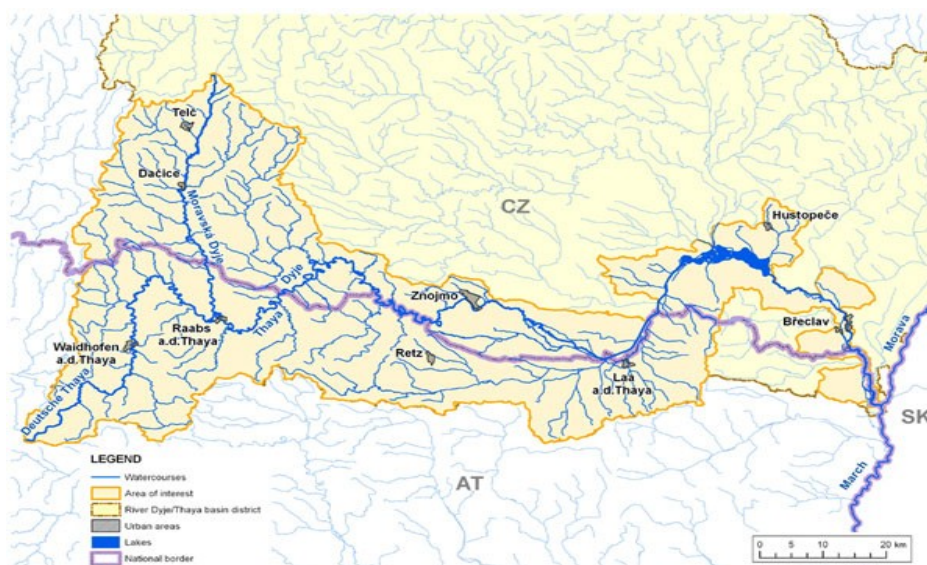 Telč
Dačice
Moravská Dyje
CZ
Hustopeče
Dyje
Thaya
Znojmo
Raabs
a.d.Thaya
Waidhofen
a.d.Thaya
Břeclav
Morava
Retz
Laa
a.d.Thaya
Deutsche Thaya
SK
AT
March
LEGEND
Watercourses
Area of interest
River Dyje/Thaya basin district
Urban areas
Lakes
National border
0 5 10 20 km